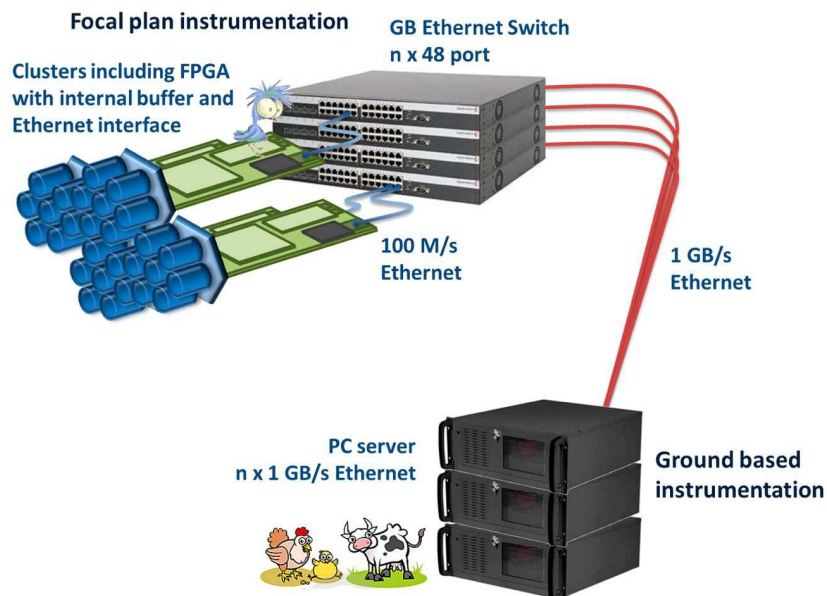 Focal plan instrumentation
GB Ethernet Switch
n x 48 port
Clusters including FPGA
with internal buffer and
Ethernet interface
100 M/s
Ethernet
1 GB/s
Ethernet
PC server
n x 1 GB/s Ethernet
Ground based
instrumentation